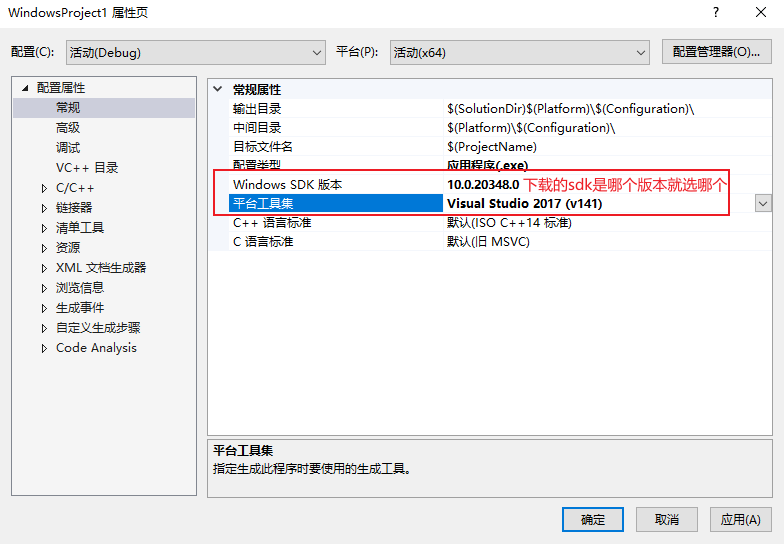 WindowsProject1 属性页
配置(C): 活动(Debug) 平台(P): 活动(x64) 配置管理器(O)...
配置属性
常规
高级
调试
VC++ 目录
C/C++
链接器
清单工具
资源
XML 文档生成器
浏览信息
生成事件
自定义生成步骤
Code Analysis
常规属性
输出目录 $(SolutionDir)$(Platform)\$(Configuration)\
中间目录 $(Platform)\$(Configuration)\
目标文件名 $(ProjectName)
配置类型 应用程序(.exe)
Windows SDK 版本 10.0.20348.0 下载的sdk是哪个版本就选哪个
平台工具集 Visual Studio 2017 (v141)
C++ 语言标准 默认(ISO C++14 标准)
C 语言标准 默认(旧 MSVC)
平台工具集
指定生成此程序时要使用的生成工具。
确定 取消 应用(A)